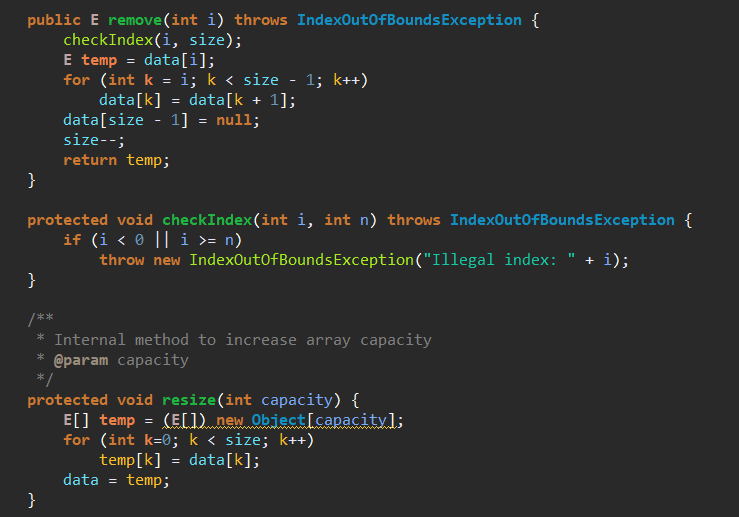 public E remove(int i) throws IndexOutOfBoundsException {
    checkIndex(i, size);
    E temp = data[i];
    for (int k = i; k < size - 1; k++)
        data[k] = data[k + 1];
    data[size - 1] = null;
    size--;
    return temp;
}

protected void checkIndex(int i, int n) throws IndexOutOfBoundsException {
    if (i < 0 || i >= n)
        throw new IndexOutOfBoundsException("Illegal index: " + i);
}

/**
 * Internal method to increase array capacity
 * @param capacity
 */
protected void resize(int capacity) {
    E[] temp = (E[]) new Object[capacity];
    for (int k=0; k < size; k++)
        temp[k] = data[k];
    data = temp;
}